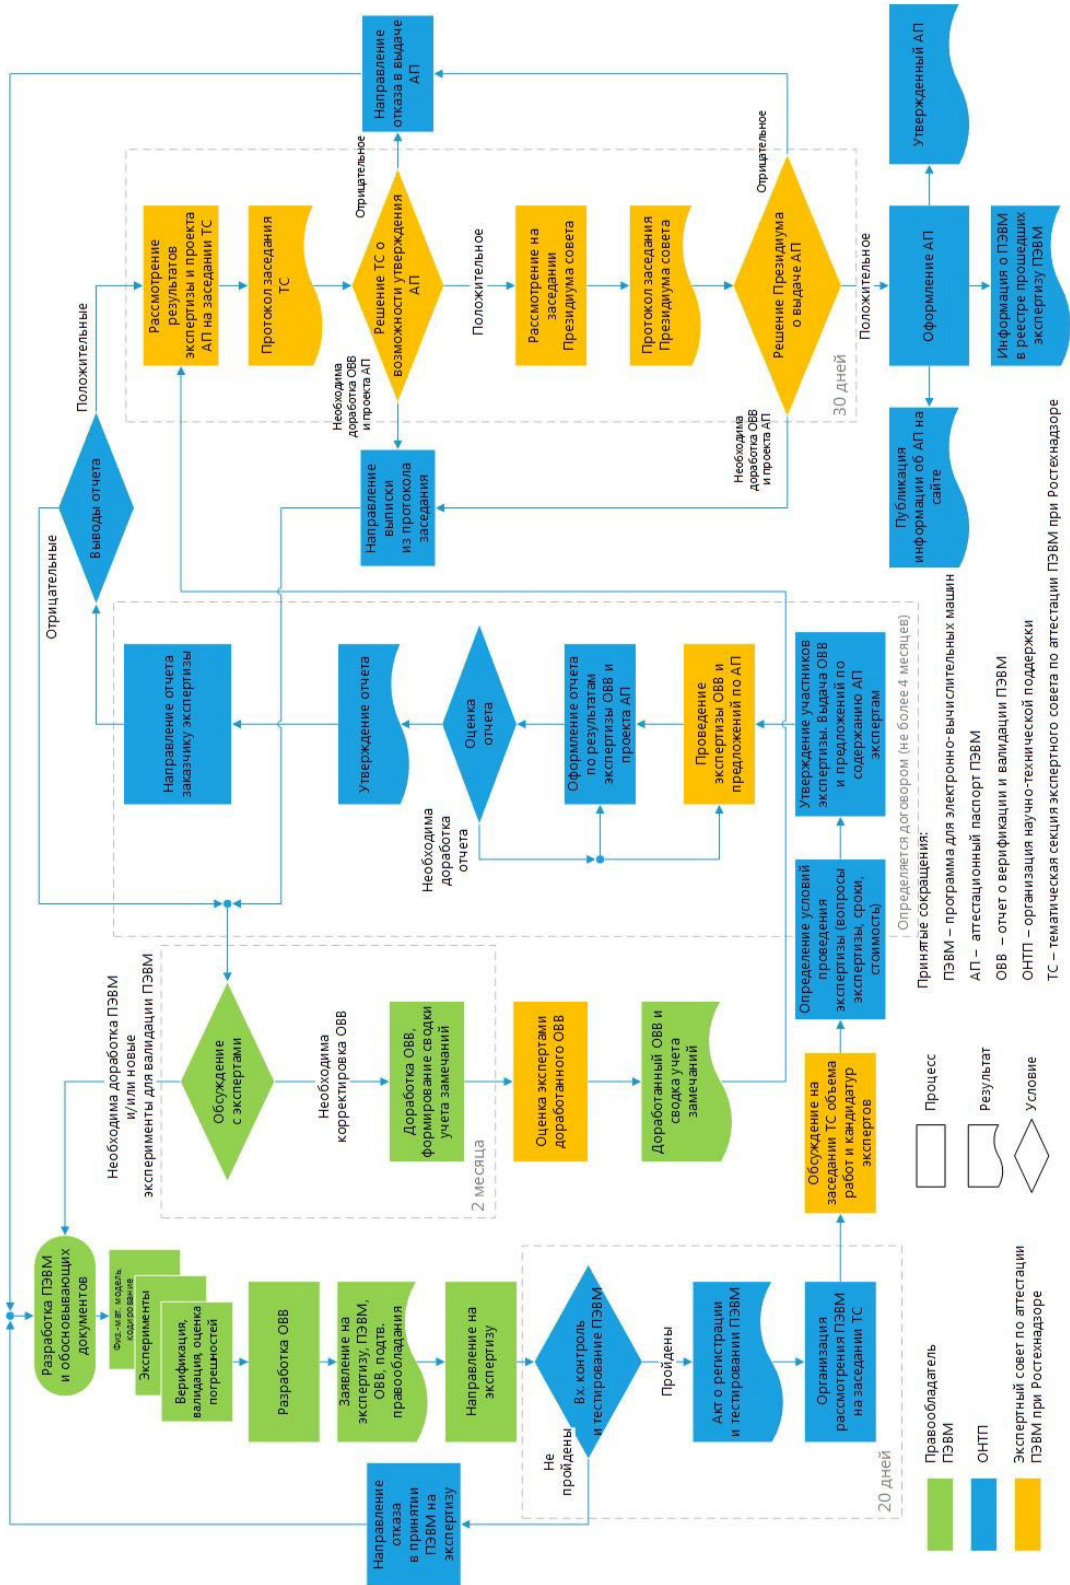 Разработка ПЭВМ
и обосновывающих
документов
Физ.-мат. модель,
кодирование
Эксперименты
Верификация,
валидация, оценка
погрешностей
Разработка ОВВ
Заявление на
экспертизу, ПЭВМ,
ОВВ, подтв.
правообладания
Направление на
экспертизу
Вх. контроль
и тестирование ПЭВМ
Не
пройдены
Пройдены
Направление
отказа
в принятии
ПЭВМ на
экспертизу
Акт о регистрации
и тестировании ПЭВМ
Организация
рассмотрения ПЭВМ
на заседании ТС
20 дней
Необходима доработка ПЭВМ
и/или новые
эксперименты для валидации ПЭВМ
Обсуждение
с экспертами
Необходима
корректировка ОВВ
Доработка ОВВ,
формирование сводки
учета замечаний
2 месяца
Оценка экспертами
доработанного ОВВ
Доработанный ОВВ и
сводка учета
замечаний
Обсуждение на
заседании ТС объема
работ и кандидатур
экспертов
Определение условий
проведения
экспертизы (вопросы
экспертизы, сроки,
стоимость)
Утверждение участников
экспертизы. Выдача ОВВ
и предложений по
содержанию АП
экспертам
Проведение
экспертизы ОВВ и
предложений по АП
Оформление отчета
по результатам
экспертизы ОВВ и
проекта АП
Оценка
отчета
Необходима
доработка
отчета
Утверждение отчета
Направление отчета
заказчику экспертизы
Определяется договором (не более 4 месяцев)
Отрицательные
Выводы отчета
Положительные
Рассмотрение
результатов
экспертизы и проекта
АП на заседании ТС
Протокол заседания
ТС
Решение ТС о
возможности утверждения
АП
Необходима
доработка ОВВ
и проекта АП
Отрицательное
Положительное
Направление
выписки
из протокола
заседания
Направление
отказа в выдаче
АП
Рассмотрение на
заседании
Президиума совета
Протокол заседания
Президиума совета
Решение Президиума
о выдаче АП
Необходима
доработка ОВВ
и проекта АП
Отрицательное
Положительное
30 дней
Публикация
информации об АП на
сайте
Оформление АП
Утвержденный АП
Информация о ПЭВМ
в реестре прошедших
экспертизу ПЭВМ
Правообладатель
ПЭВМ
ОНТП
Экспертный совет по аттестации
ПЭВМ при Ростехнадзоре
Процесс
Результат
Условие
Принятые сокращения:
ПЭВМ – программа для электронно-вычислительных машин
АП – аттестационный паспорт ПЭВМ
ОВВ – отчет о верификации и валидации ПЭВМ
ОНТП – организация научно-технической поддержки
ТС – тематическая секция экспертного совета по аттестации ПЭВМ при Ростехнадзоре